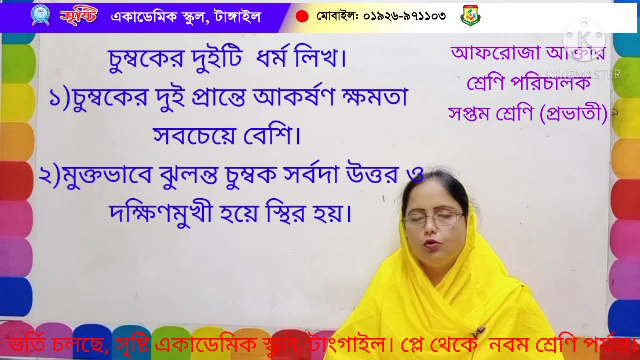 সৃষ্টি একাডেমিক স্কুল, টাঙ্গাইল
মোবাইল: ০১৯২৬-৯৭১১০৩
চুম্বকের দুইটি ধর্ম লিখ।
১)চুম্বকের দুই প্রান্তে আকর্ষণ ক্ষমতা
সবচেয়ে বেশি।
২)মুক্তভাবে ঝুলন্ত চুম্বক সর্বদা উত্তর ও
দক্ষিণমুখী হয়ে স্থির হয়।
আফরোজা আক্তার
শ্রেণি পরিচালক
সপ্তম শ্রেণি (প্রভাতী)
ভর্তি চলছে, সৃষ্টি একাডেমিক স্কুল, টাংগাইল। প্লে থেকে নবম শ্রেণি পর্যন্ত